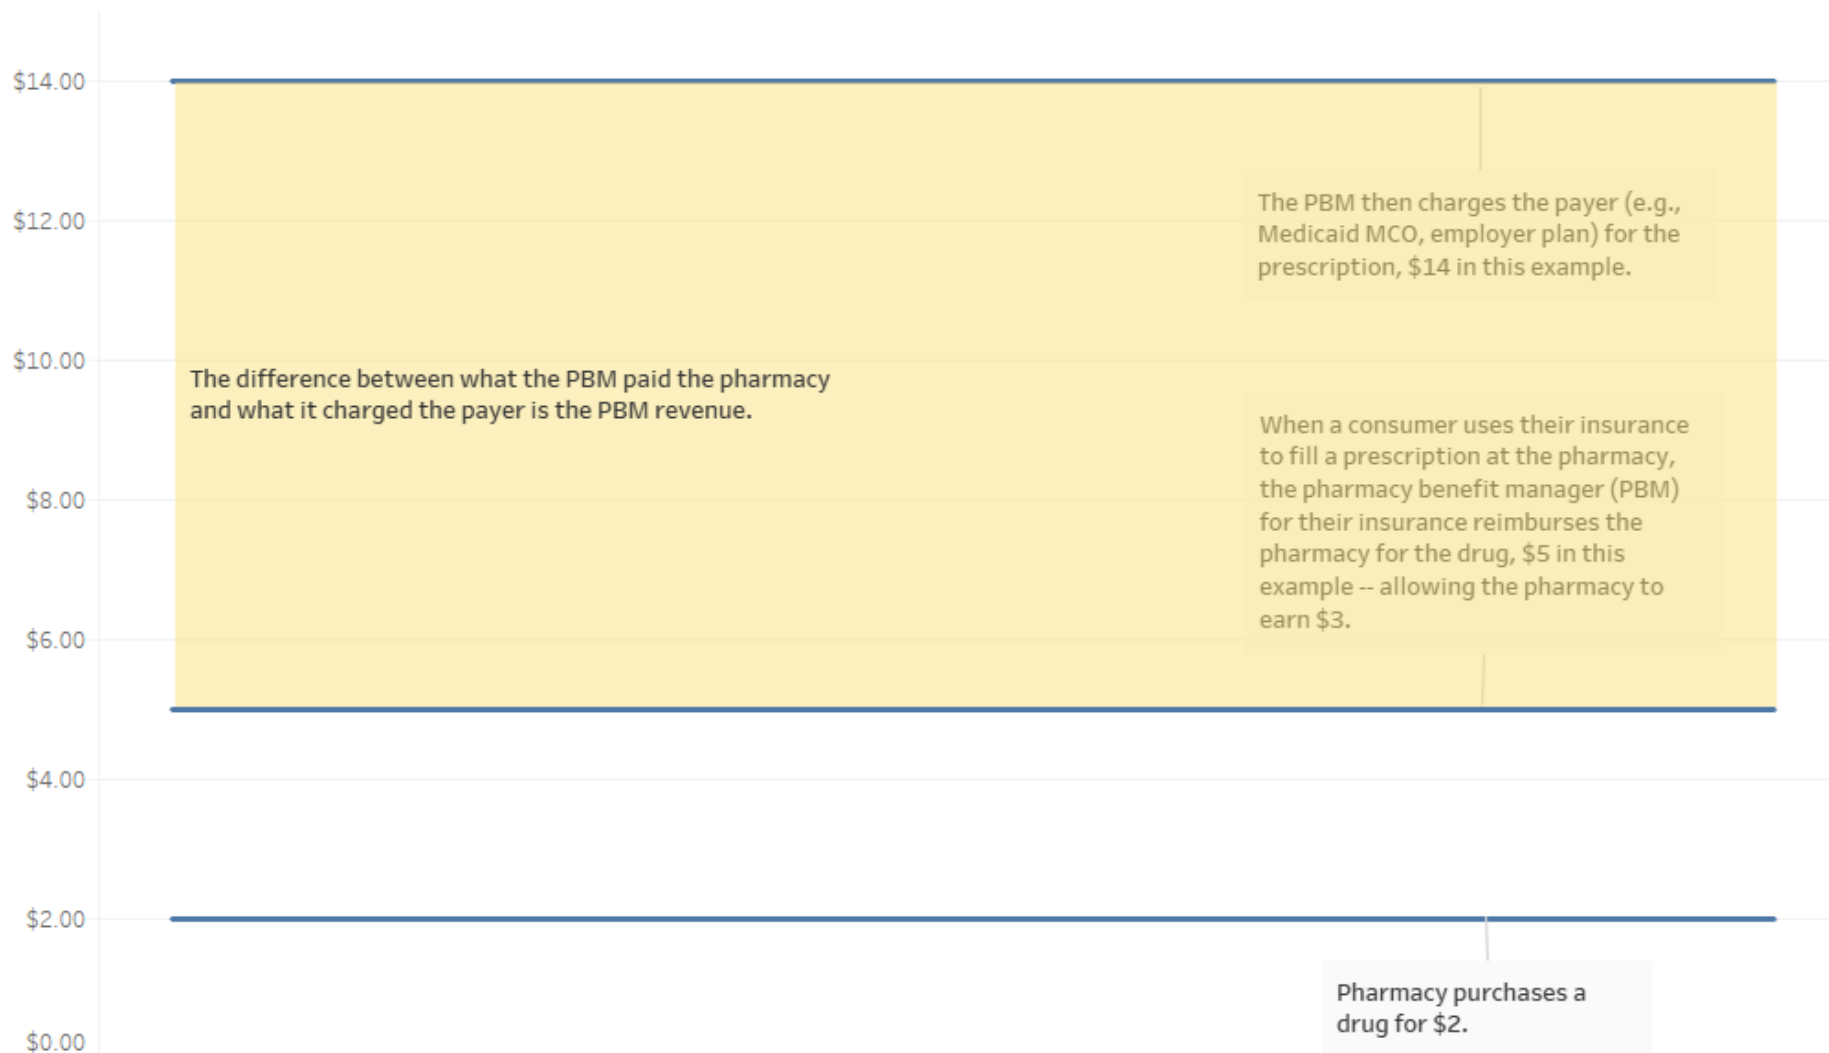 $14.00
The PBM then charges the payer (e.g.,
Medicaid MCO, employer plan) for the
prescription, $14 in this example.
$12.00
$10.00
The difference between what the PBM paid the pharmacy
and what it charged the payer is the PBM revenue.
When a consumer uses their insurance
to fill a prescription at the pharmacy,
the pharmacy benefit manager (PBM)
for their insurance reimburses the
pharmacy for the drug, $5 in this
example -- allowing the pharmacy to
earn $3.
$8.00
$6.00
$4.00
$2.00
Pharmacy purchases a
drug for $2.
$0.00